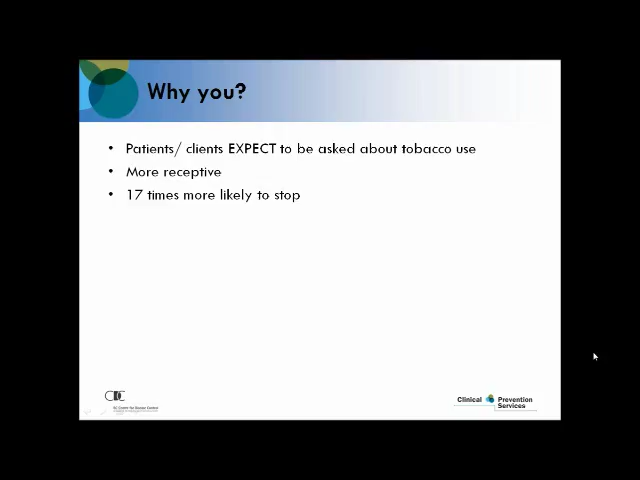 Why you?
• Patients/ clients EXPECT to be asked about tobacco use
• More receptive
• 17 times more likely to stop
Clinical Prevention
Services